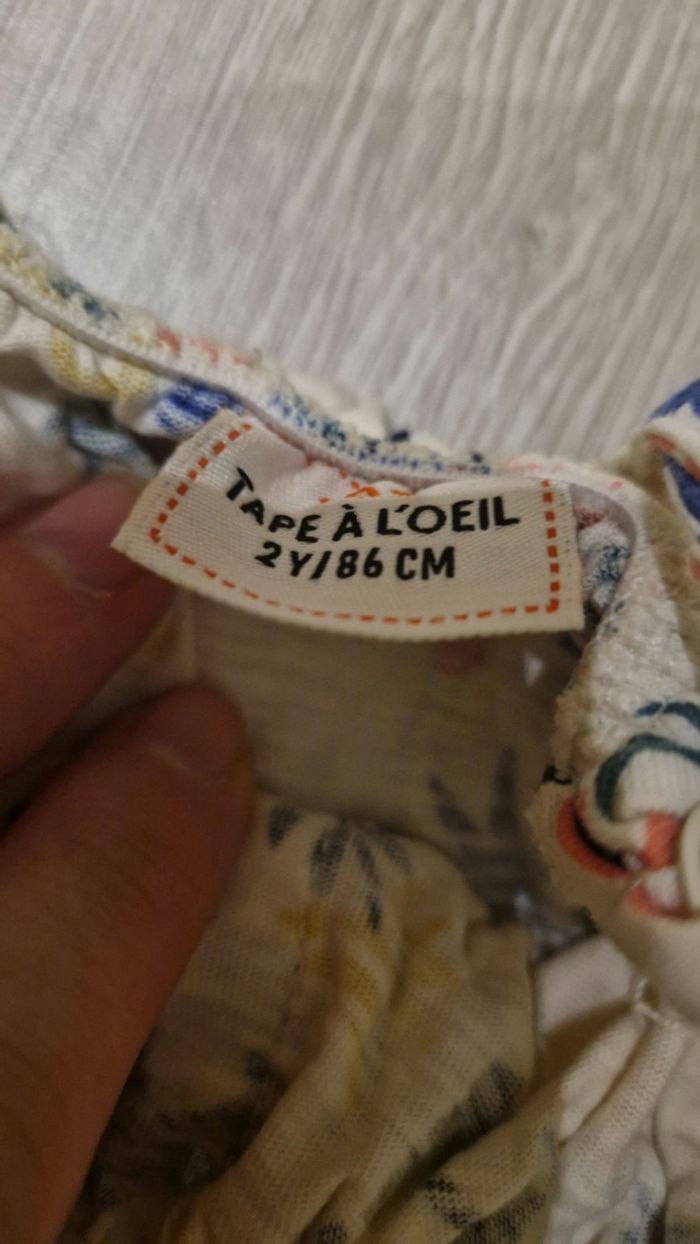 TAPE À L'OEIL
2Y/86 CM